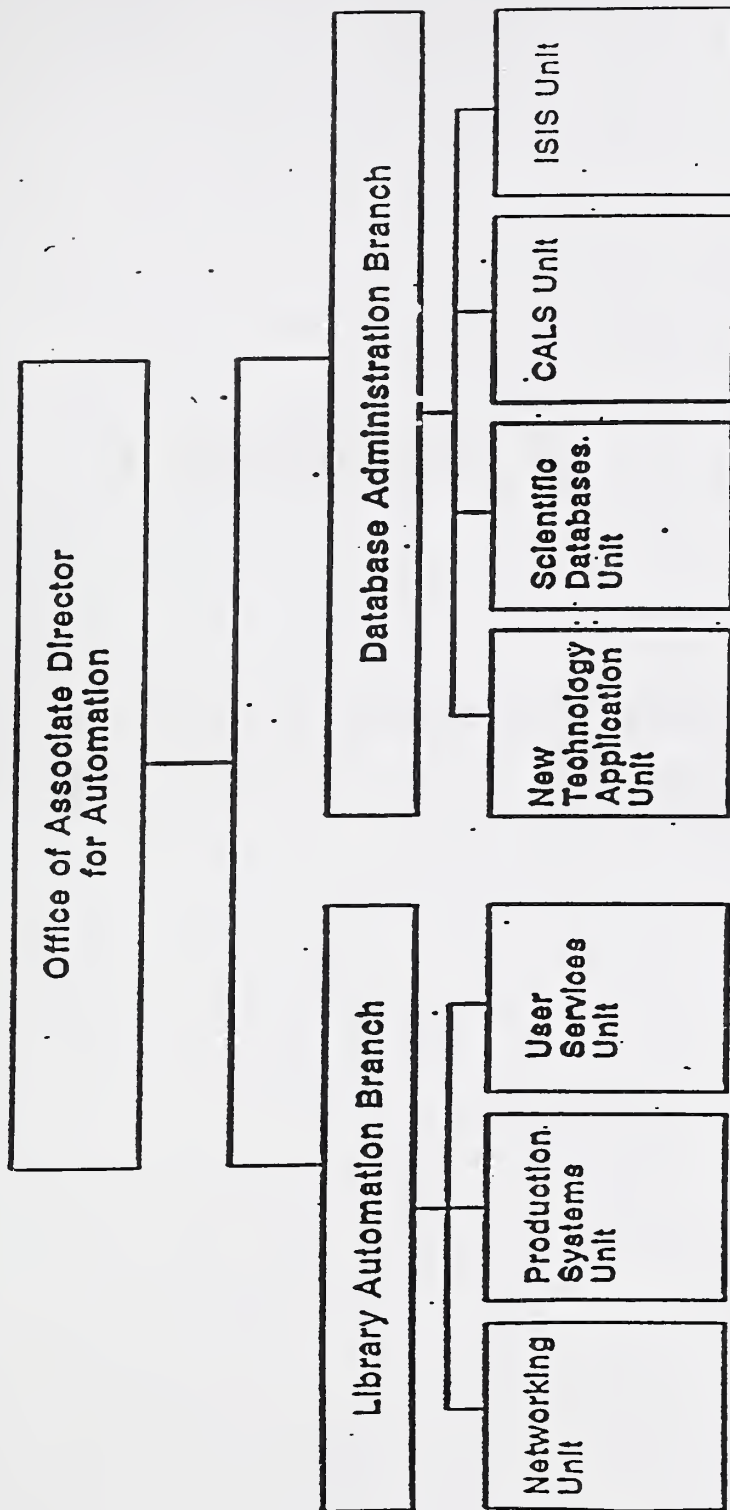 Office of Associate Director
for Automation
Library Automation Branch
Database Administration Branch
Networking
Unit
Production
Systems
Unit
User
Services
Unit
New
Technology
Application
Unit
Scientific
Databases.
Unit
CALS Unit
ISIS Unit